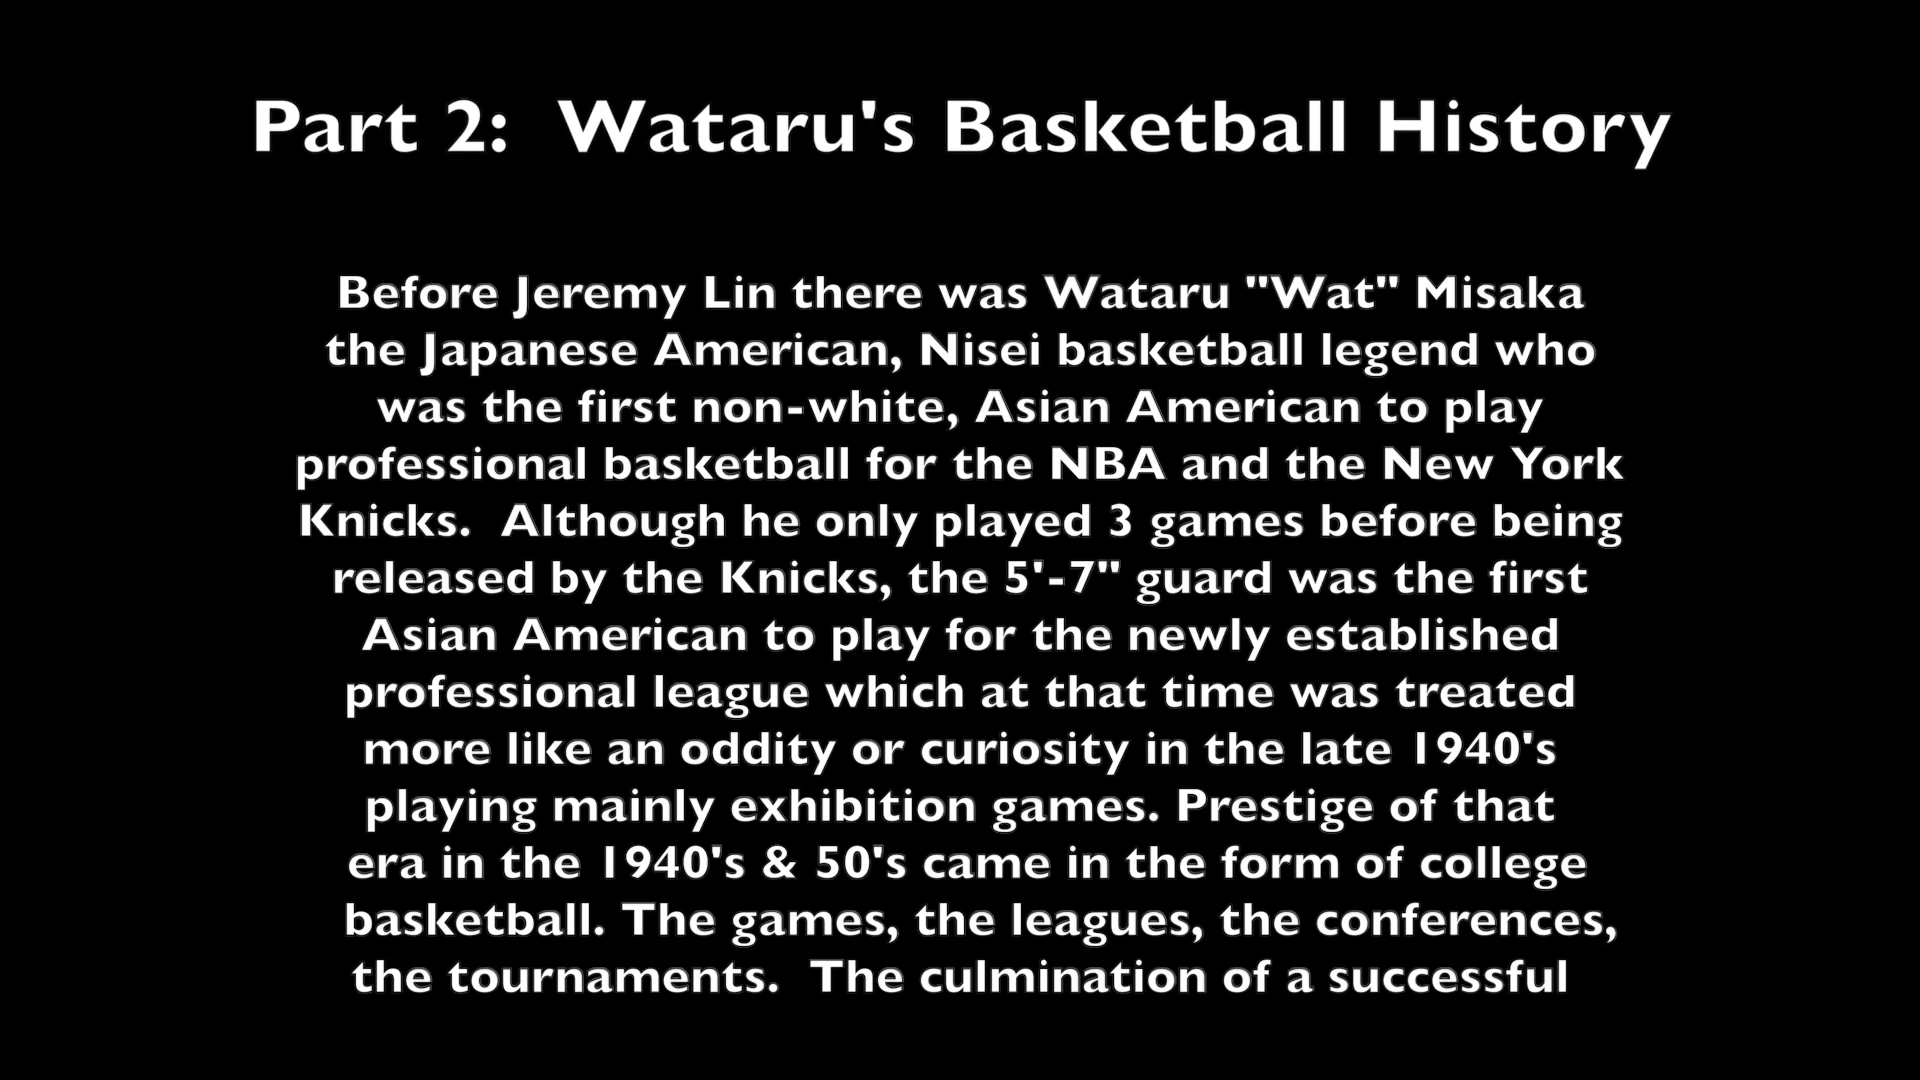 Part 2:  Wataru's Basketball History
Before Jeremy Lin there was Wataru "Wat" Misaka
the Japanese American, Nisei basketball legend who
was the first non-white, Asian American to play
professional basketball for the NBA and the New York
Knicks.  Although he only played 3 games before being
released by the Knicks, the 5'-7" guard was the first
Asian American to play for the newly established
professional league which at that time was treated
more like an oddity or curiosity in the late 1940's
playing mainly exhibition games. Prestige of that
era in the 1940's & 50's came in the form of college
basketball. The games, the leagues, the conferences,
the tournaments.  The culmination of a successful